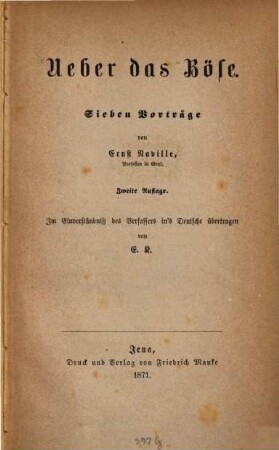 Ueber das Böse.
Sieben Vorträge
von
Ernst Naville,
Professor in Genf.
Zweite Auflage.
Im Einverständniß des Verfassers in's Deutsche übertragen
von
E. K.
Jena,
Druck und Verlag von Friedrich Mauke
1871.